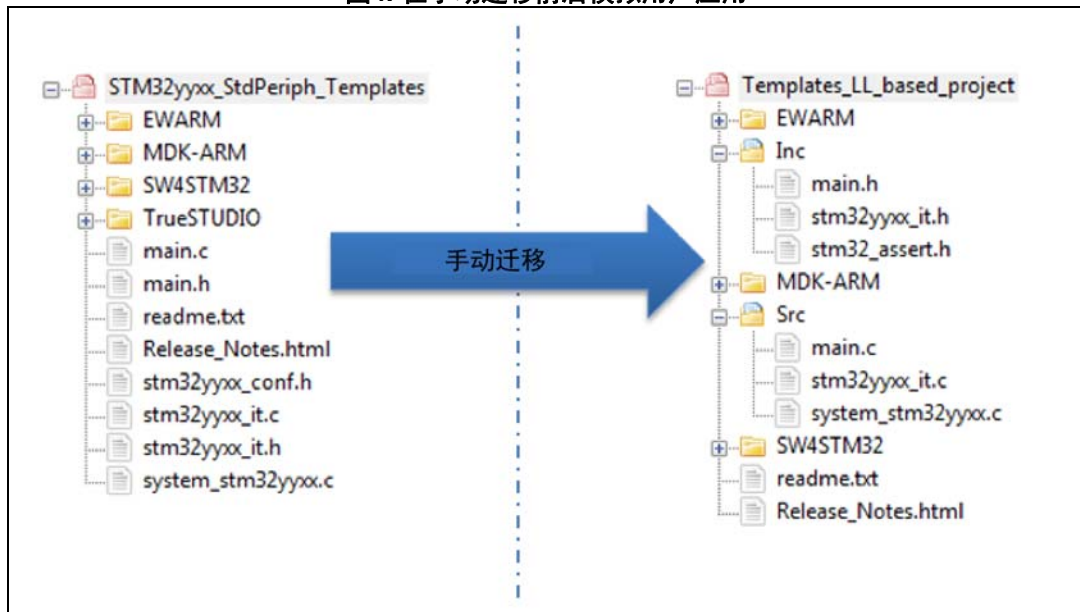 STM32yyxx_StdPeriph_Templates
EWARM
MDK-ARM
SW4STM32
TrueSTUDIO
main.c
main.h
readme.txt
Release_Notes.html
stm32yyxx_conf.h
stm32yyxx_it.c
stm32yyxx_it.h
system_stm32yyxx.c
手动迁移
Templates_LL_based_project
EWARM
Inc
main.h
stm32yyxx_it.h
stm32_assert.h
MDK-ARM
Src
main.c
stm32yyxx_it.c
system_stm32yyxx.c
SW4STM32
readme.txt
Release_Notes.html